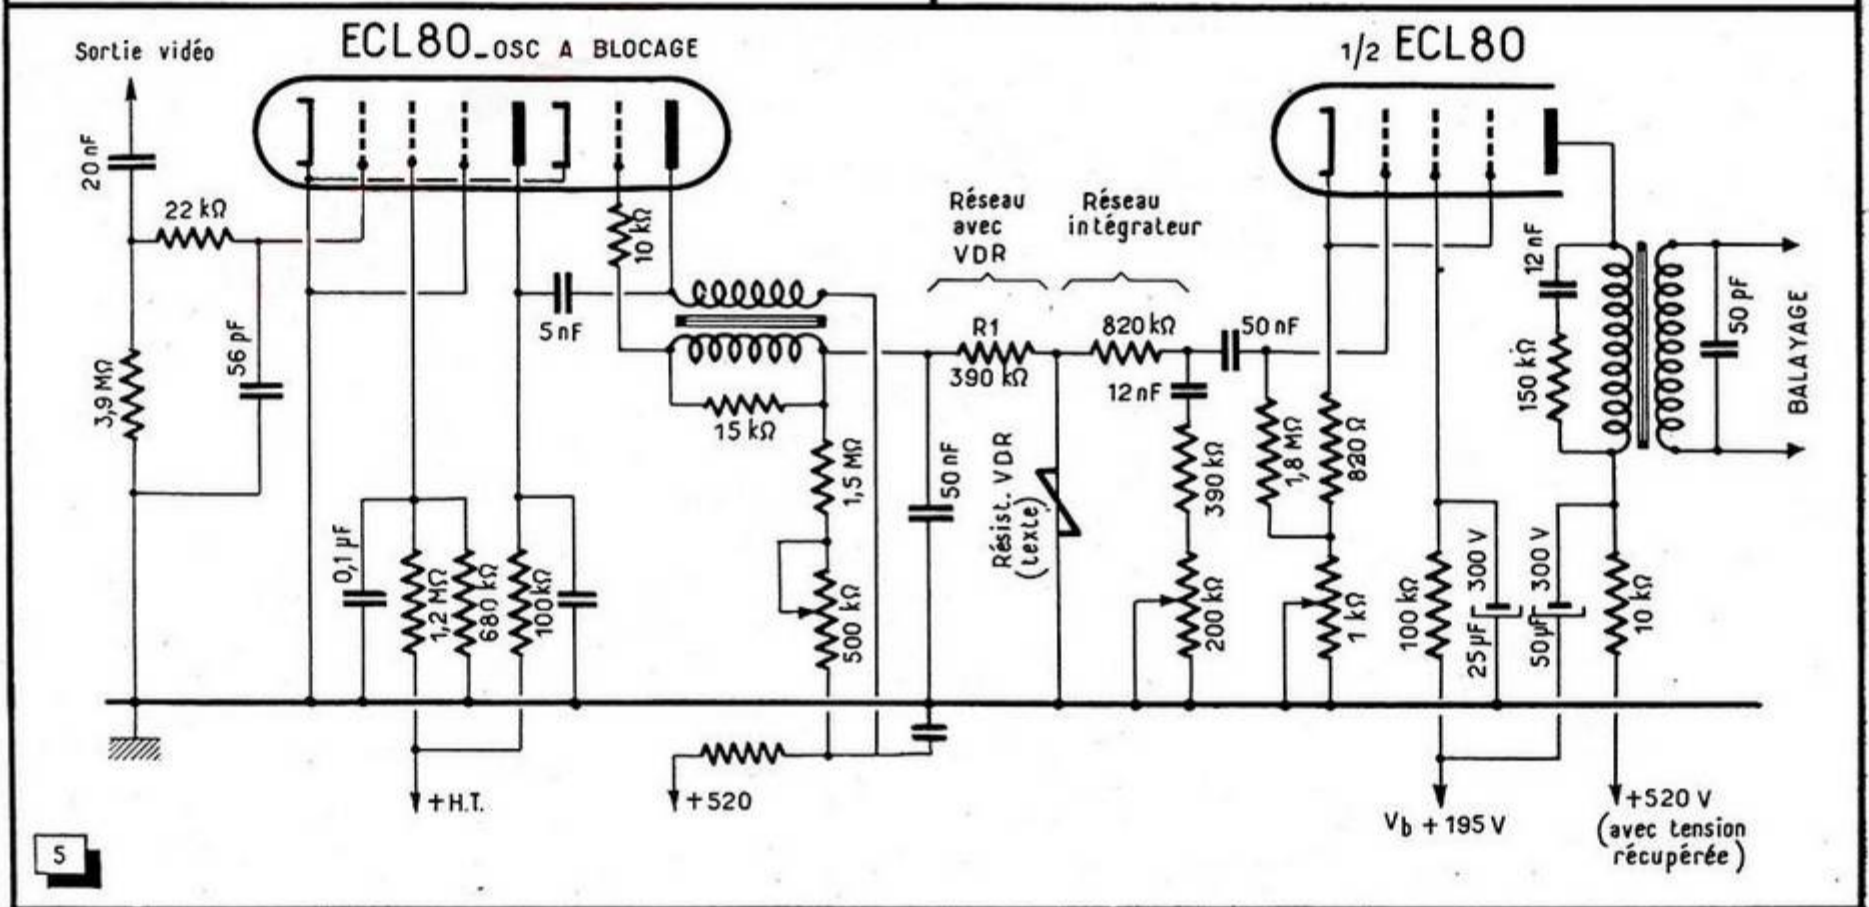 Sortie vidéo
ECL80_OSC A BLOCAGE
1/2 ECL80
20 nF
22 kΩ
10 kΩ
Réseau
avec
VDR
Réseau
intégrateur
12 nF
5 nF
56 pF
3,9 MΩ
R1
390 kΩ
820 kΩ
50 nF
12 nF
150 kΩ
50 pF
BALAYAGE
15 kΩ
1,5 MΩ
50 nF
Résist. VDR
(texte)
390 kΩ
1,8 MΩ
820 Ω
0,1 µF
1,2 MΩ
680 kΩ
100 kΩ
500 kΩ
200 kΩ
1 kΩ
100 kΩ
25 µF 300 V
50 µF 300 V
10 kΩ
+H.T.
+520
Vb + 195 V
+520 V
(avec tension
récupérée)
5